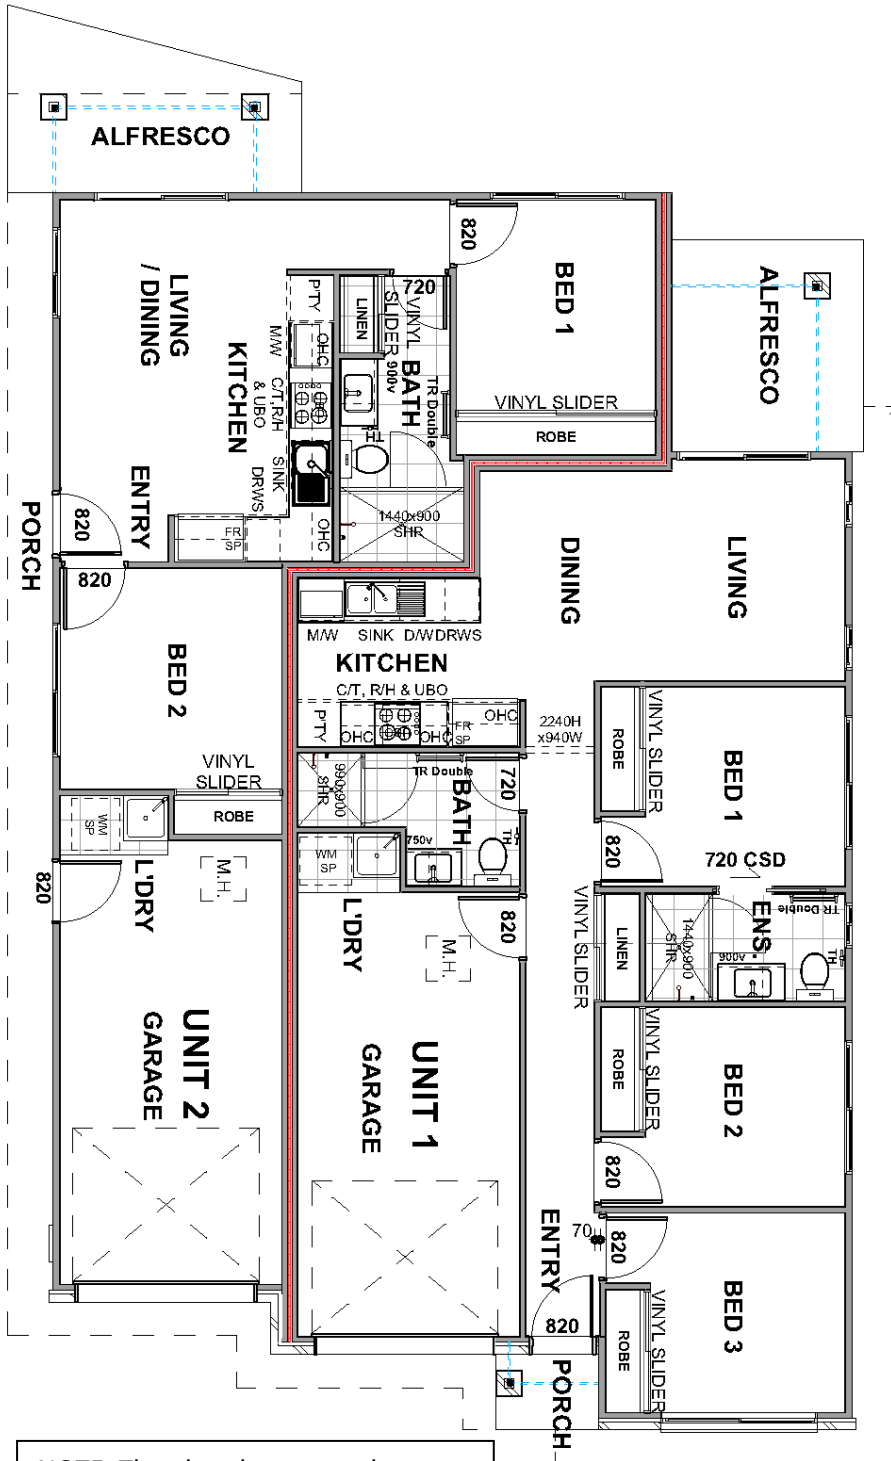 ALFRESCO
LIVING
/ DINING
P'TY
M/W
OHC
KITCHEN
C/T,R/H
& UBO
SINK
DRWS
ENTRY
FR
SP
OHC
PORCH
820
820
LINEN
VINYL
SLIDER
720
BATH
900v
TR Double
TH
1440x900
SHR
820
BED 1
VINYL SLIDER
ROBE
ALFRESCO
BED 2
VINYL
SLIDER
ROBE
WM
SP
820
L'DRY
M.H.
UNIT 2
GARAGE
DINING
LIVING
M/W
SINK
D/W
DRWS
KITCHEN
C/T, R/H & UBO
P'TY
OHC
OHC
FR
SP
OHC
2240H
x940W
990x900
SHR
TR Double
BATH
720
750v
TH
WM
SP
L'DRY
820
M.H.
UNIT 1
GARAGE
ROBE
VINYL SLIDER
BED 1
820
720 CSD
VINYL SLIDER
LINEN
1440x900
SHR
ENS.
TR Double
900v
TH
ROBE
VINYL SLIDER
BED 2
820
ENTRY
70
820
820
ROBE
VINYL SLIDER
BED 3
PORCH